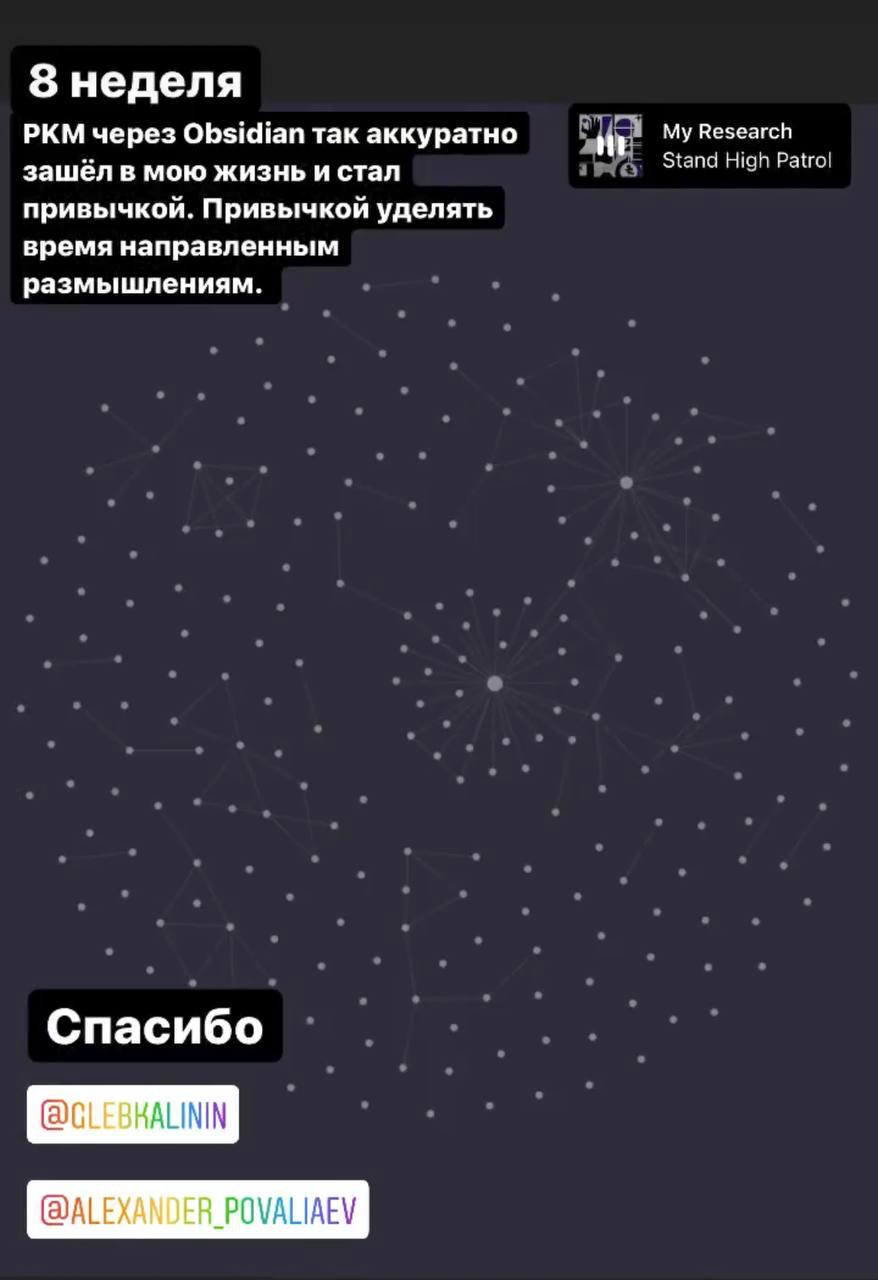 8 неделя
PKM через Obsidian так аккуратно
зашёл в мою жизнь и стал
привычкой. Привычкой уделять
время направленным
размышлениям.
My Research
Stand High Patrol
Спасибо
@GLEBKALININ
@ALEXANDER_POVALIAEV